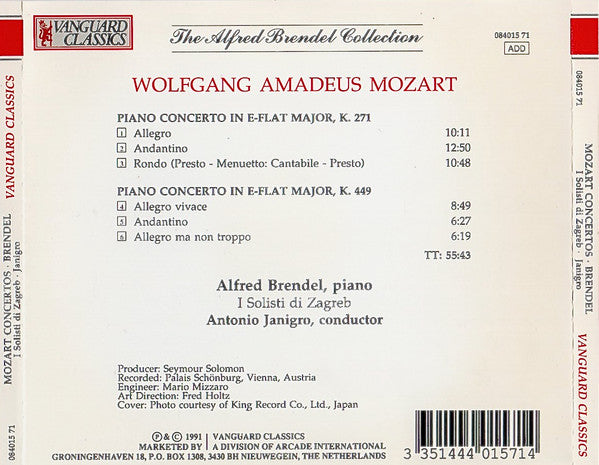 VANGUARD
CLASSICS
The Alfred Brendel Collection
084015 71
ADD
WOLFGANG AMADEUS MOZART
PIANO CONCERTO IN E-FLAT MAJOR, K. 271
1 Allegro 10:11
2 Andantino 12:50
3 Rondo (Presto - Menuetto: Cantabile - Presto) 10:48
PIANO CONCERTO IN E-FLAT MAJOR, K. 449
4 Allegro vivace 8:49
5 Andantino 6:27
6 Allegro ma non troppo 6:19
TT: 55:43
Alfred Brendel, piano
I Solisti di Zagreb
Antonio Janigro, conductor
Producer: Seymour Solomon
Recorded: Palais Schönburg, Vienna, Austria
Engineer: Mario Mizzaro
Art Direction: Fred Holtz
Cover: Photo courtesy of King Record Co., Ltd., Japan
℗ & © 1991 | VANGUARD CLASSICS
MARKETED BY | A DIVISION OF ARCADE INTERNATIONAL
GRONINGENHAVEN 18, P.O. BOX 1308, 3430 BH NIEUWEGEIN, THE NETHERLANDS
3 351444 015714
084015 71
MOZART CONCERTOS · BRENDEL
I Solisti di Zagreb · Janigro
VANGUARD CLASSICS
084015 71
MOZART CONCERTOS · BRENDEL
I Solisti di Zagreb · Janigro
VANGUARD CLASSICS